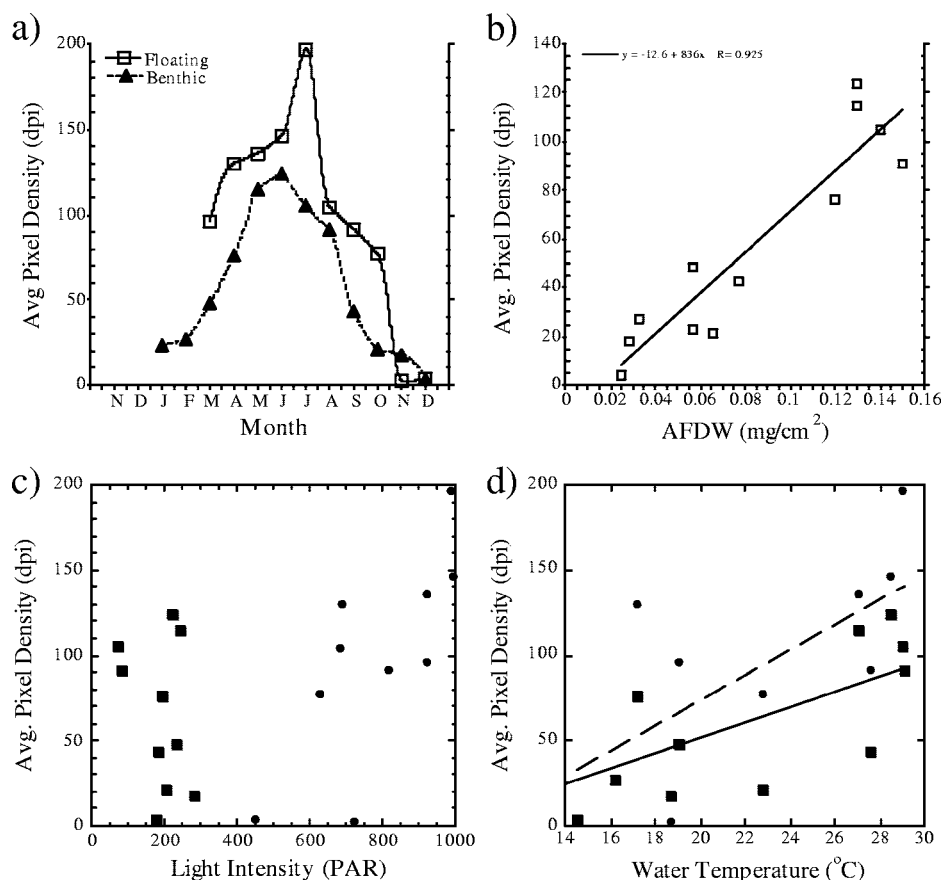 a)
Avg Pixel Density (dpi)
200
150
100
50
0
Floating
Benthic
N D J F M A M J J A S O N D
Month
b)
Avg. Pixel Density (dpi)
140
120
100
80
60
40
20
0
y = -12.6 + 836x R= 0.925
0 0.02 0.04 0.06 0.08 0.1 0.12 0.14 0.16
AFDW (mg/cm²)
c)
Avg. Pixel Density (dpi)
200
150
100
50
0
0 200 400 600 800 1000
Light Intensity (PAR)
d)
Avg. Pixel Density (dpi)
200
150
100
50
0
14 16 18 20 22 24 26 28 30
Water Temperature (°C)